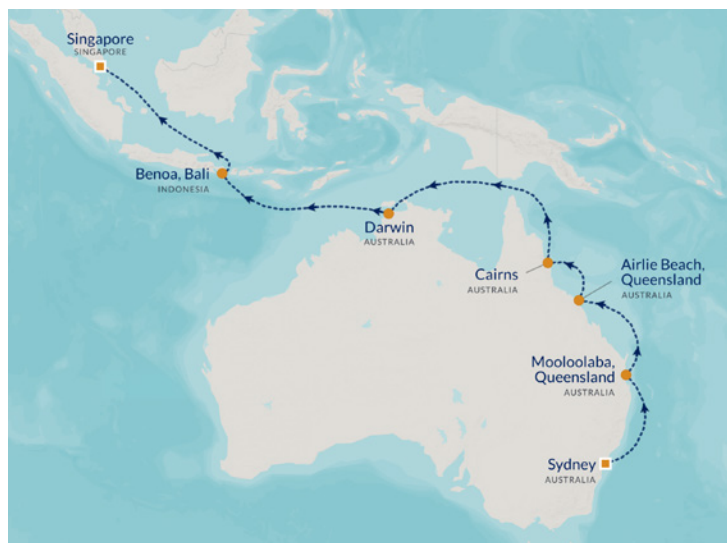 Singapore
SINGAPORE
Benoa, Bali
INDONESIA
Darwin
AUSTRALIA
Cairns
AUSTRALIA
Airlie Beach,
Queensland
AUSTRALIA
Mooloolaba,
Queensland
AUSTRALIA
Sydney
AUSTRALIA